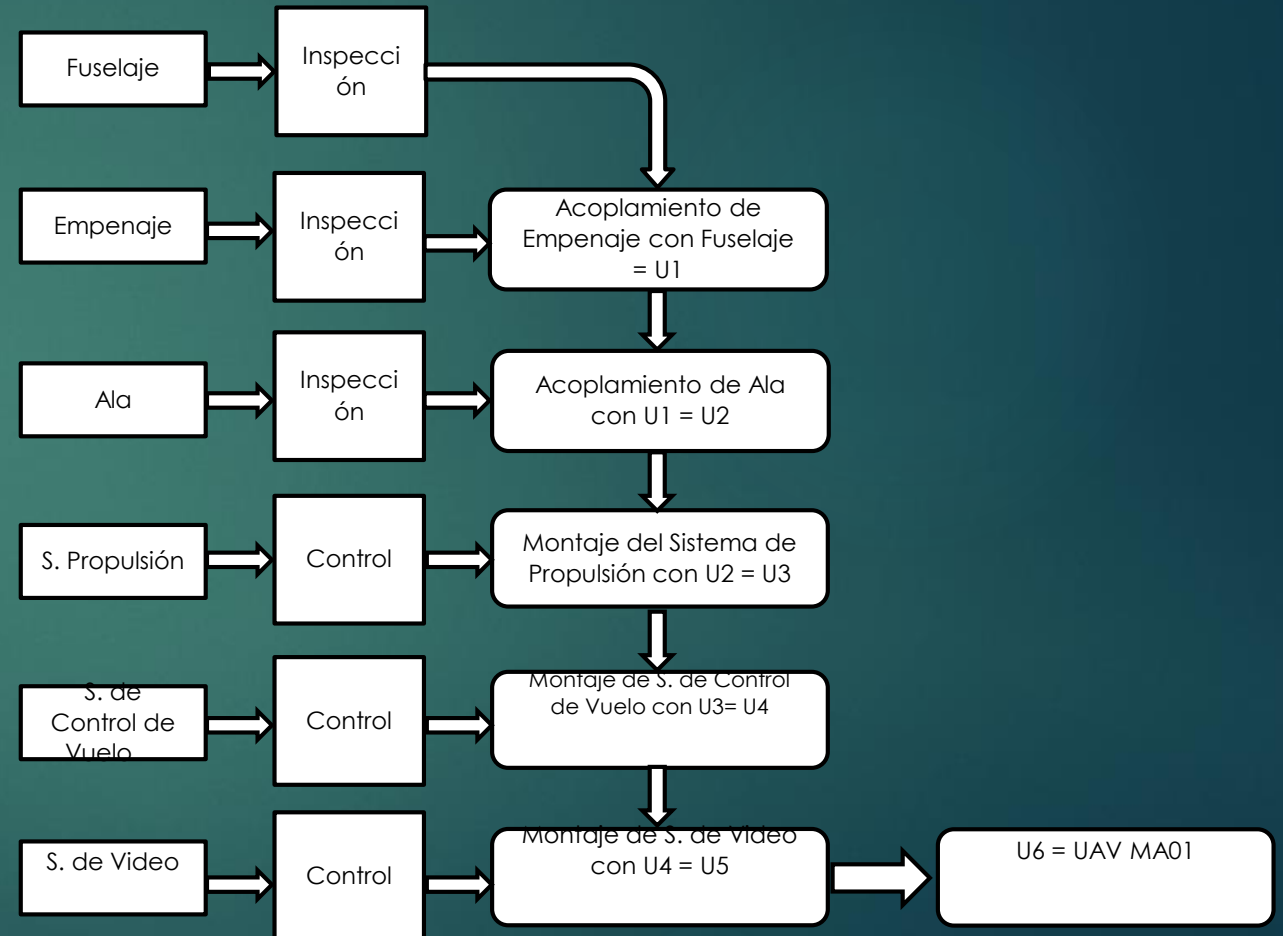 Fuselaje
Inspecci
ón
Empenaje
Inspecci
ón
Acoplamiento de
Empenaje con Fuselaje
= U1
Ala
Inspecci
ón
Acoplamiento de Ala
con U1 = U2
S. Propulsión
Control
Montaje del Sistema de
Propulsión con U2 = U3
S. de
Control de
Vuelo
Control
Montaje de S. de Control
de Vuelo con U3= U4
S. de Video
Control
Montaje de S. de Video
con U4 = U5
U6 = UAV MA01